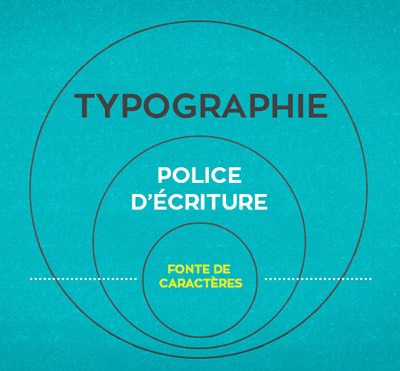 TYPOGRAPHIE
POLICE
D’ÉCRITURE
FONTE DE
CARACTÈRES